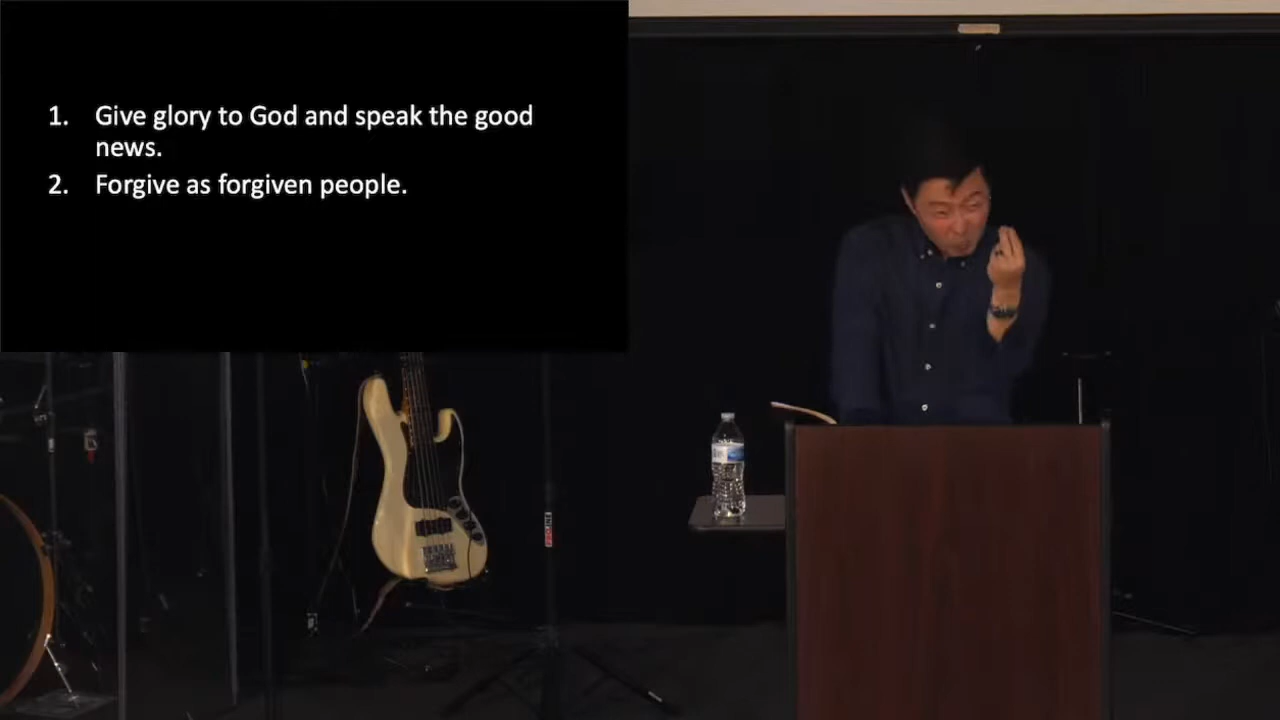 1. Give glory to God and speak the good
news.
2. Forgive as forgiven people.